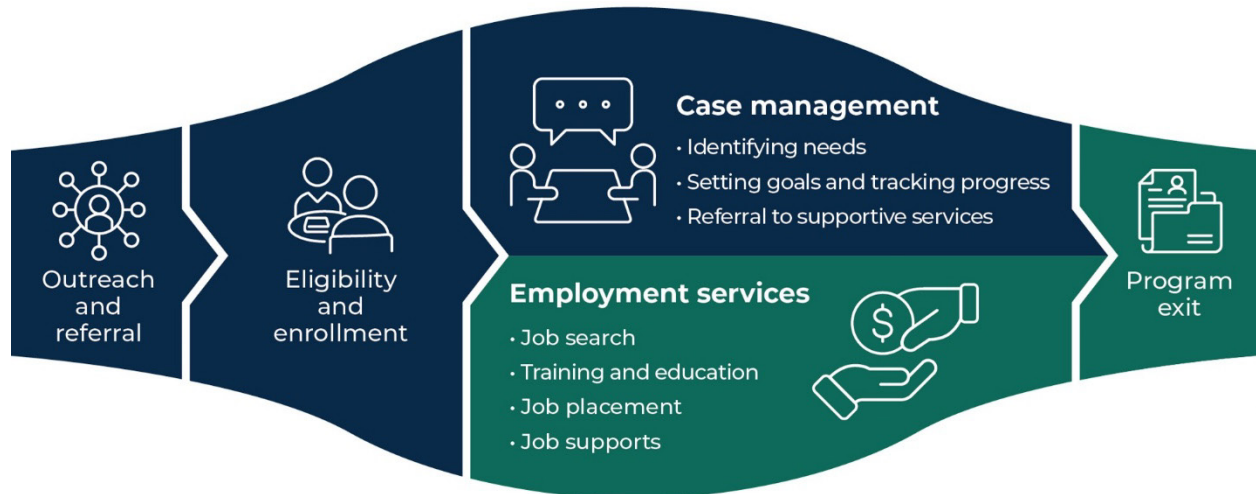 Outreach
and
referral
Eligibility
and
enrollment
Case management
· Identifying needs
· Setting goals and tracking progress
· Referral to supportive services
Employment services
· Job search
· Training and education
· Job placement
· Job supports
$
Program
exit